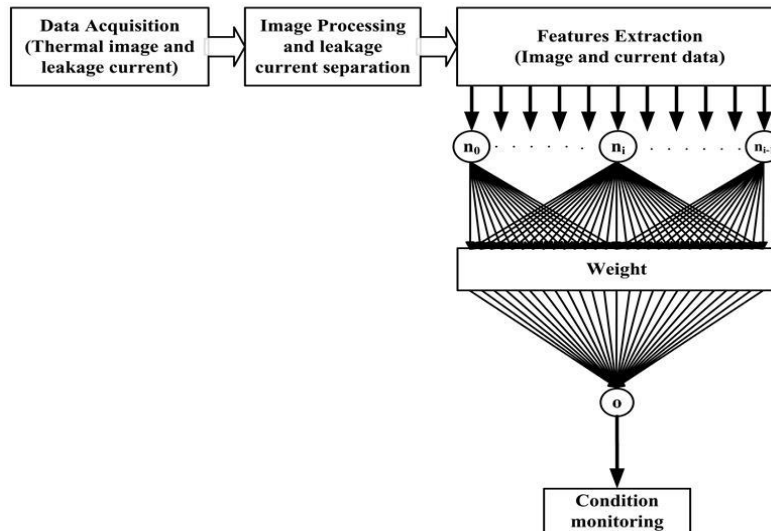 Data Acquisition
(Thermal image and
leakage current)
Image Processing
and leakage
current separation
Features Extraction
(Image and current data)
n₀ nᵢ
Weight
o
Condition
monitoring